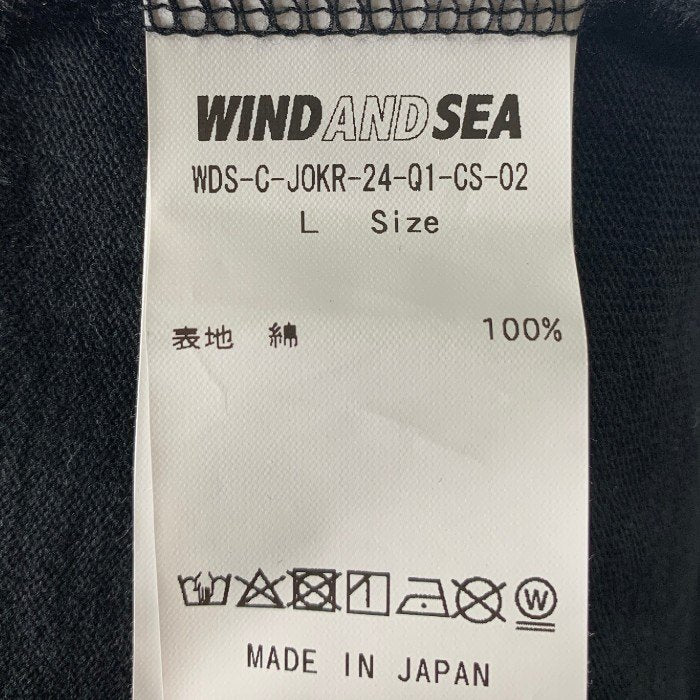 WINDANDSEA
WDS-C-JOKR-24-Q1-CS-02
L Size
表地 綿 100%
W
MADE IN JAPAN